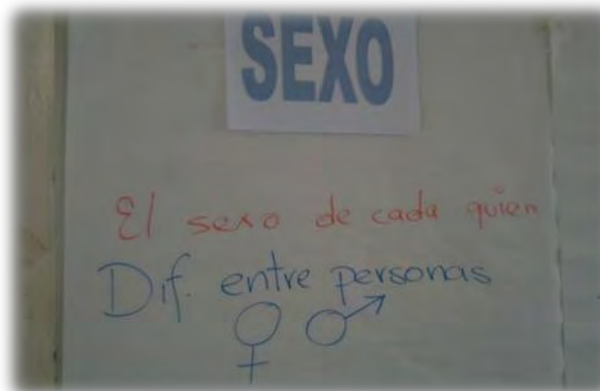 SEXO
El sexo de cada quien
Dif. entre personas
♀ ♂